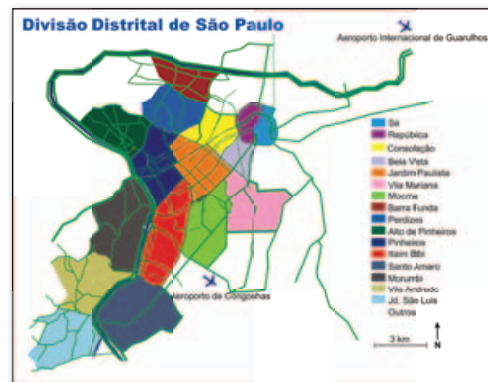 Divisão Distrital de São Paulo
Aeroporto Internacional de Guarulhos
Sé
República
Consolação
Bela Vista
Jardim Paulista
Vila Mariana
Moema
Barra Funda
Perdizes
Alto de Pinheiros
Pinheiros
Itaim Bibi
Santo Amaro
Morumbi
Vila Andrade
Jd. São Luis
Outros
Aeroporto de Congonhas
3 km
N